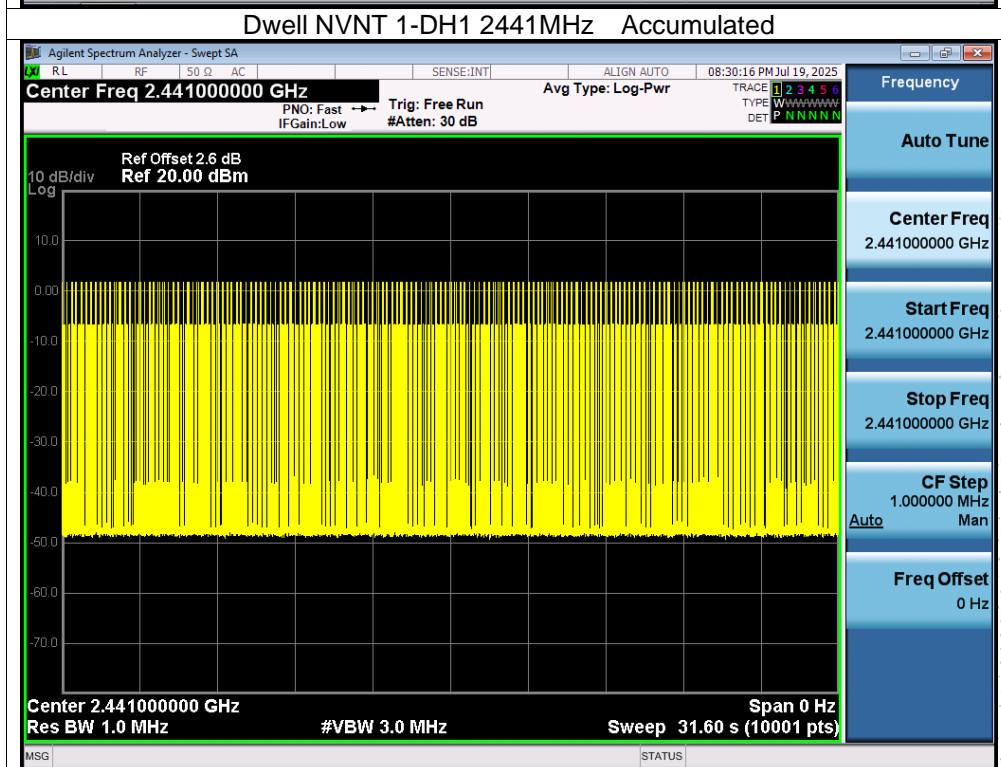 Dwell NVNT 1-DH1 2441MHz Accumulated
Agilent Spectrum Analyzer - Swept SA
LXI RL RF 50 Ω AC SENSE:INT ALIGN AUTO 08:30:16 PM Jul 19, 2025
Center Freq 2.441000000 GHz Avg Type: Log-Pwr TRACE 1 2 3 4 5 6
PNO: Fast Trig: Free Run TYPE WWWWWW
IFGain:Low #Atten: 30 dB DET P N N N N N
Frequency
Auto Tune
Center Freq
2.441000000 GHz
Start Freq
2.441000000 GHz
Stop Freq
2.441000000 GHz
CF Step
1.000000 MHz
Auto Man
Freq Offset
0 Hz
Ref Offset 2.6 dB
10 dB/div Ref 20.00 dBm
Log
10.0
0.00
-10.0
-20.0
-30.0
-40.0
-50.0
-60.0
-70.0
Center 2.441000000 GHz Span 0 Hz
Res BW 1.0 MHz #VBW 3.0 MHz Sweep 31.60 s (10001 pts)
MSG STATUS